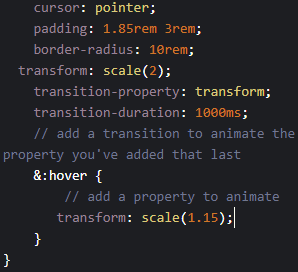 cursor: pointer;
padding: 1.85rem 3rem;
border-radius: 10rem;
transform: scale(2);
transition-property: transform;
transition-duration: 1000ms;
// add a transition to animate the
property you've added that last
&:hover {
// add a property to animate
transform: scale(1.15);
}
}